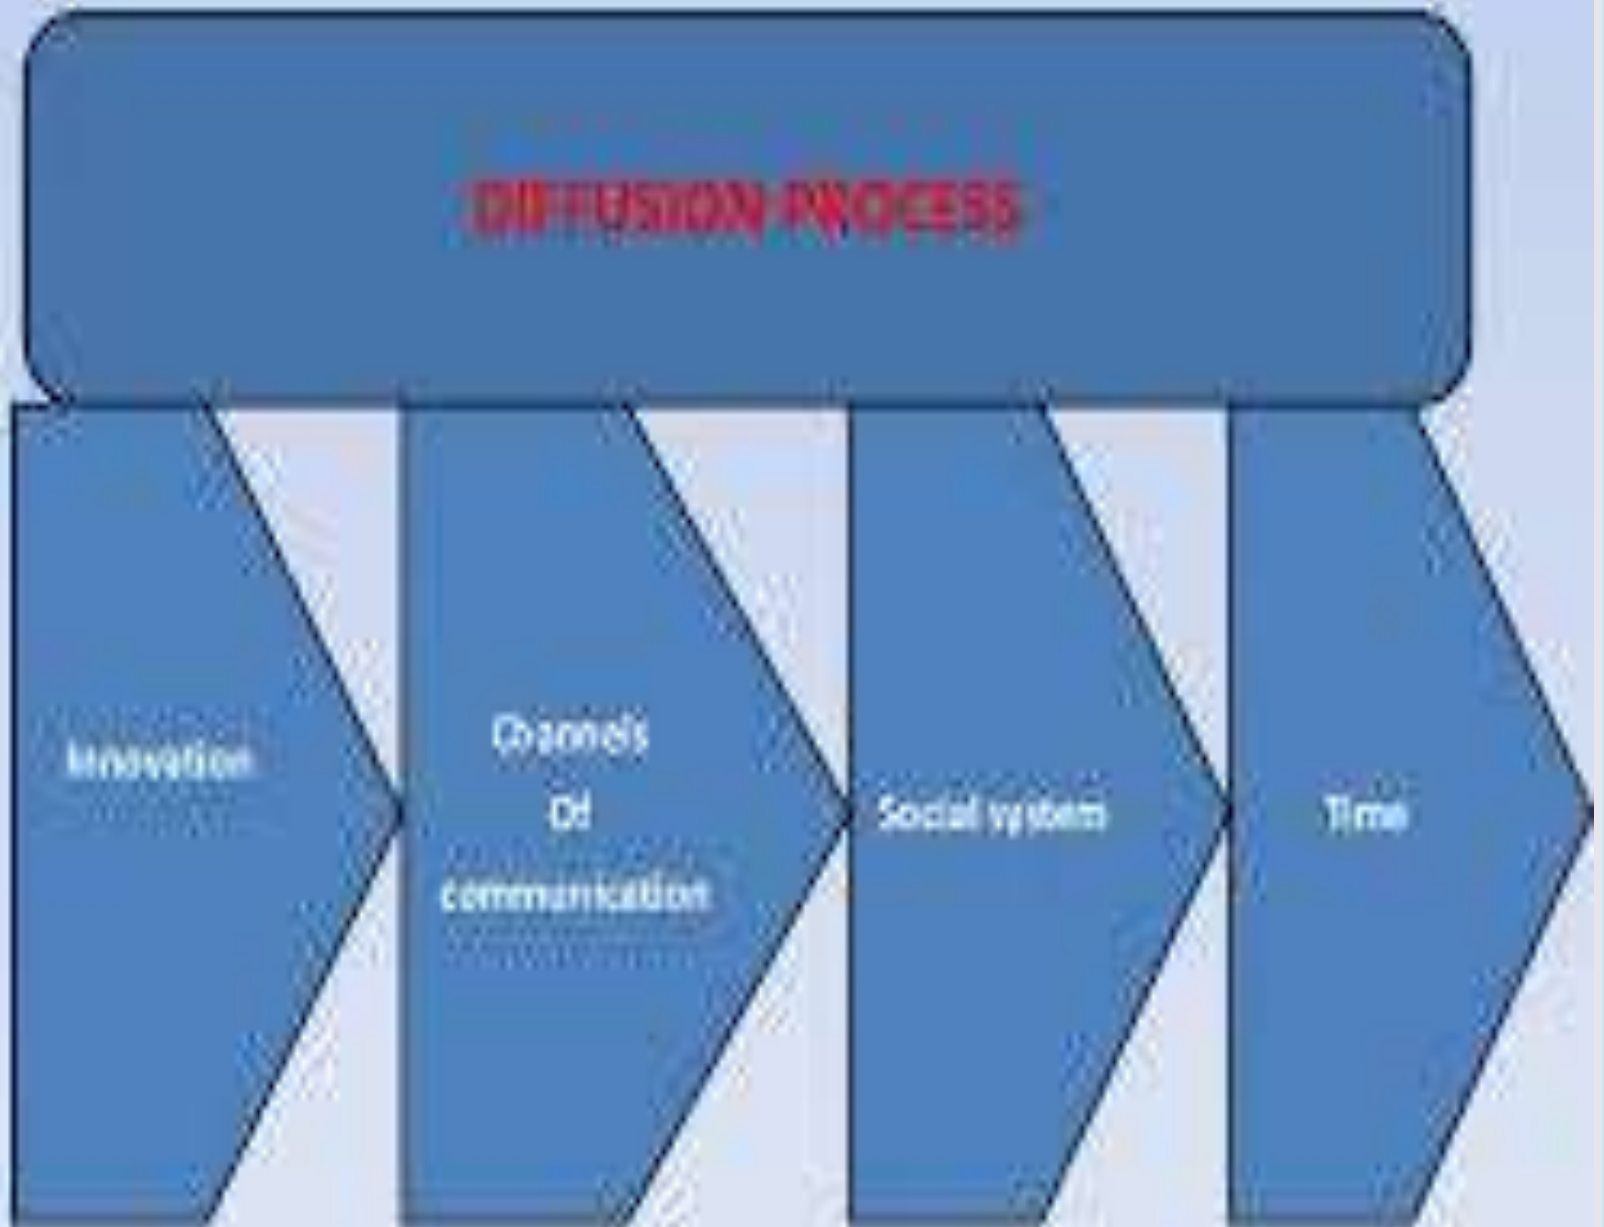 DIFFUSION PROCESS
Innovation
Channels
Of
communication
Social system
Time